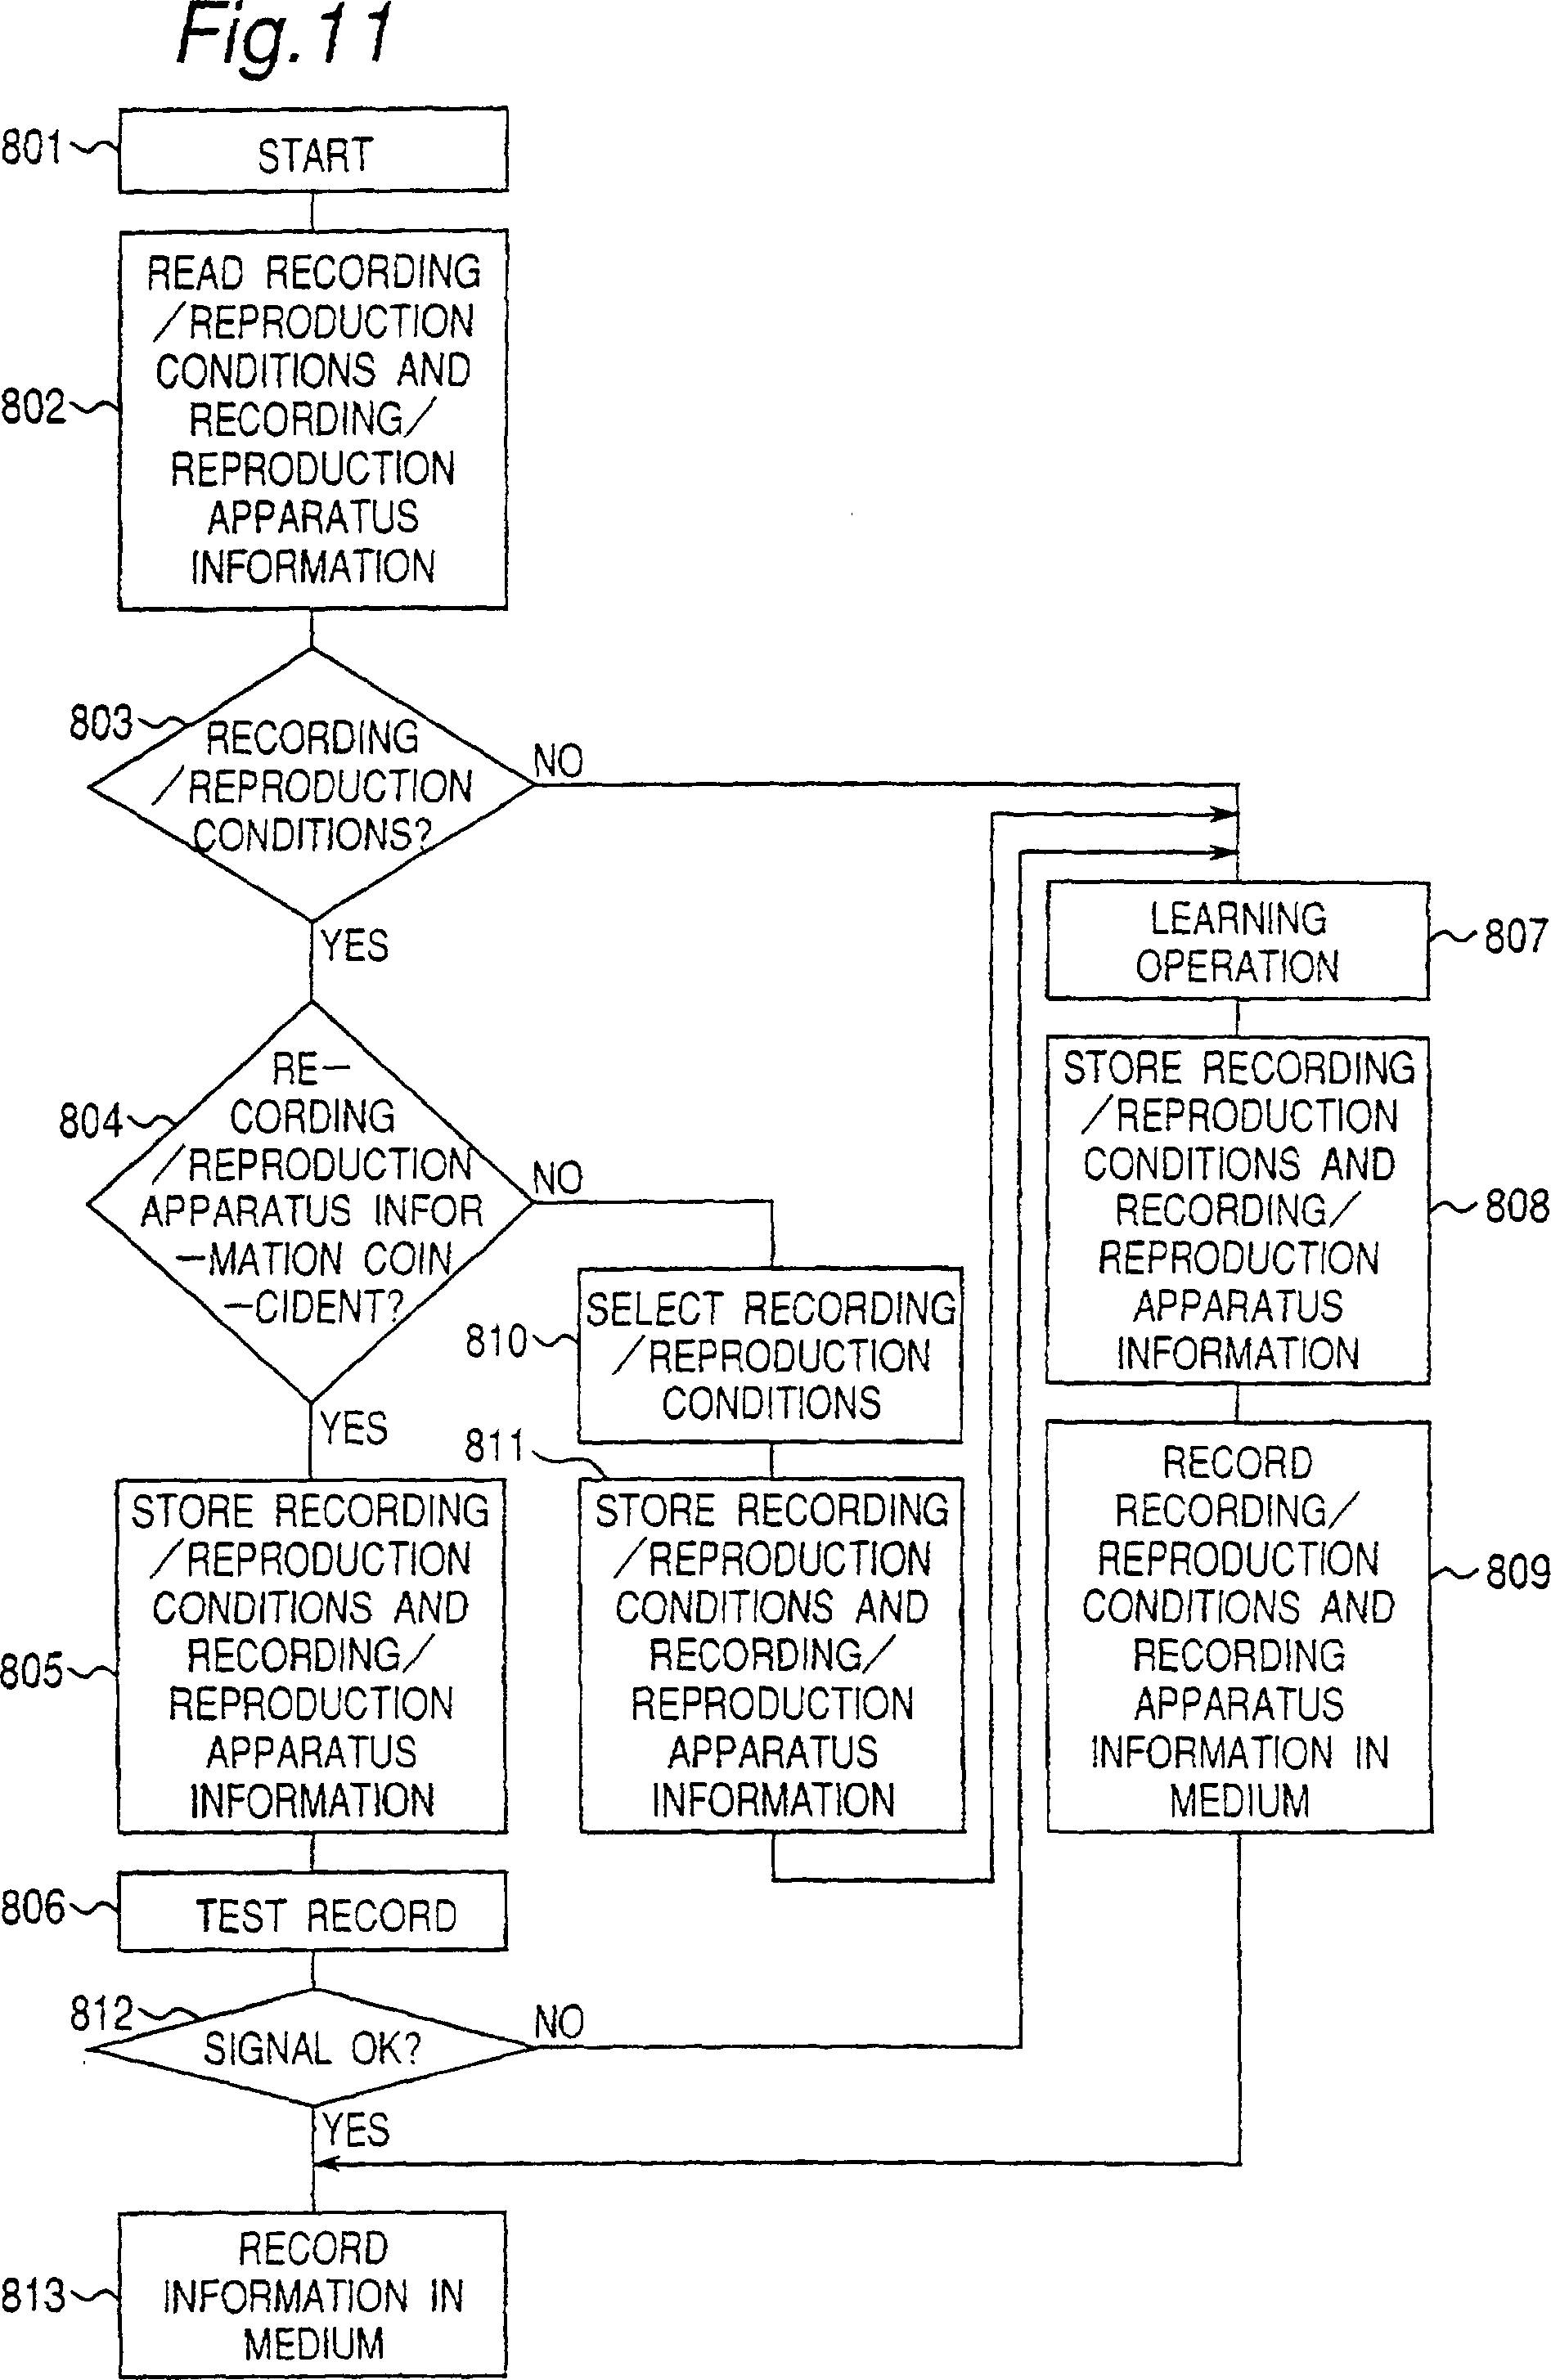 Fig.11
801
START
802
READ RECORDING
/REPRODUCTION
CONDITIONS AND
RECORDING/
REPRODUCTION
APPARATUS
INFORMATION
803
RECORDING
/REPRODUCTION
CONDITIONS?
NO
YES
804
RE-
CORDING
/REPRODUCTION
APPARATUS INFOR
-MATION COIN
-CIDENT?
NO
YES
805
STORE RECORDING
/REPRODUCTION
CONDITIONS AND
RECORDING/
REPRODUCTION
APPARATUS
INFORMATION
806
TEST RECORD
812
SIGNAL OK?
NO
YES
813
RECORD
INFORMATION IN
MEDIUM
810
SELECT RECORDING
/REPRODUCTION
CONDITIONS
811
STORE RECORDING
/REPRODUCTION
CONDITIONS AND
RECORDING/
REPRODUCTION
APPARATUS
INFORMATION
LEARNING
OPERATION
807
STORE RECORDING
/REPRODUCTION
CONDITIONS AND
RECORDING/
REPRODUCTION
APPARATUS
INFORMATION
808
RECORD
RECORDING/
REPRODUCTION
CONDITIONS AND
RECORDING
APPARATUS
INFORMATION IN
MEDIUM
809